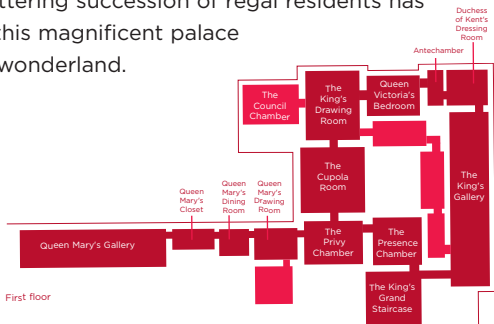 ttering succession of regal residents has
this magnificent palace
wonderland.
Duchess
of Kent's
Dressing
Room
Antechamber
The
Council
Chamber
The
King's
Drawing
Room
Queen
Victoria's
Bedroom
The
Cupola
Room
The
King's
Gallery
Queen
Mary's
Closet
Queen
Mary's
Dining
Room
Queen
Mary's
Drawing
Room
Queen Mary's Gallery
The
Privy
Chamber
The
Presence
Chamber
The King's
Grand
Staircase
First floor